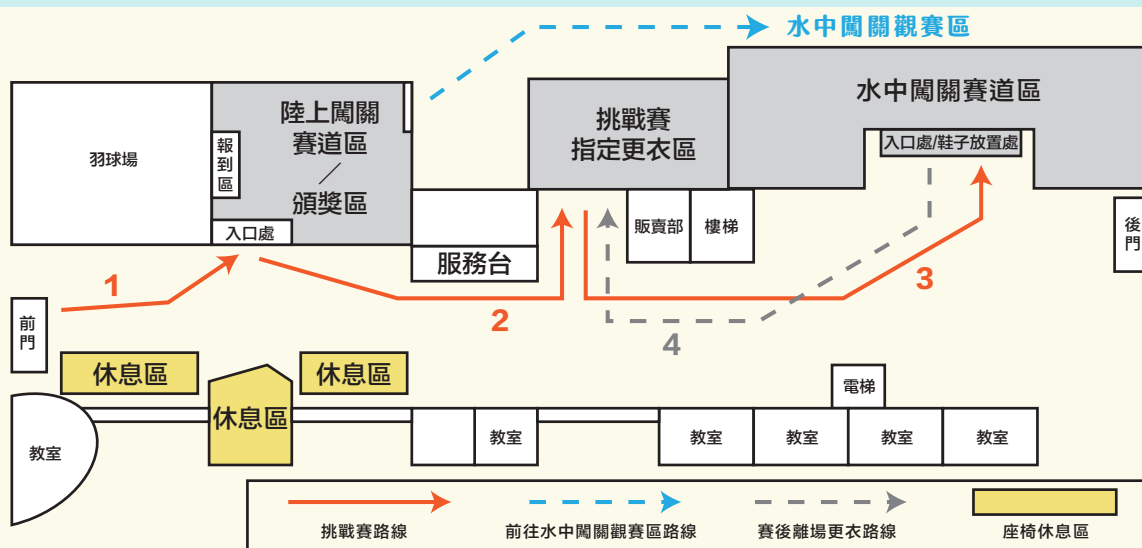 水中闖關觀賽區
羽球場
報到區
陸上闖關
賽道區
／
頒獎區
入口處
服務台
挑戰賽
指定更衣區
販賣部
樓梯
水中闖關賽道區
入口處/鞋子放置處
後門
1
2
3
4
前門
休息區
休息區
休息區
電梯
教室
教室
教室
教室
教室
教室
挑戰賽路線
前往水中闖關觀賽區路線
賽後離場更衣路線
座椅休息區